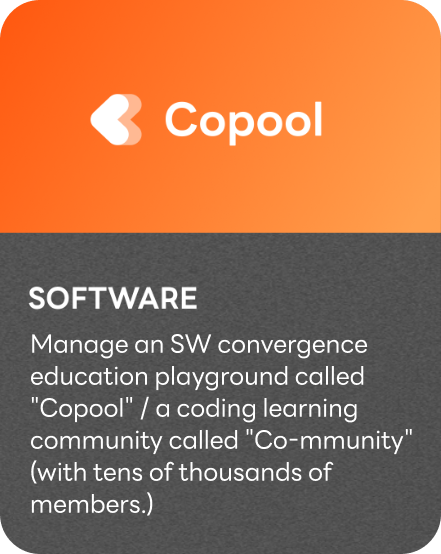 Copool
SOFTWARE
Manage an SW convergence
education playground called
"Copool" / a coding learning
community called "Co-mmunity"
(with tens of thousands of
members.)